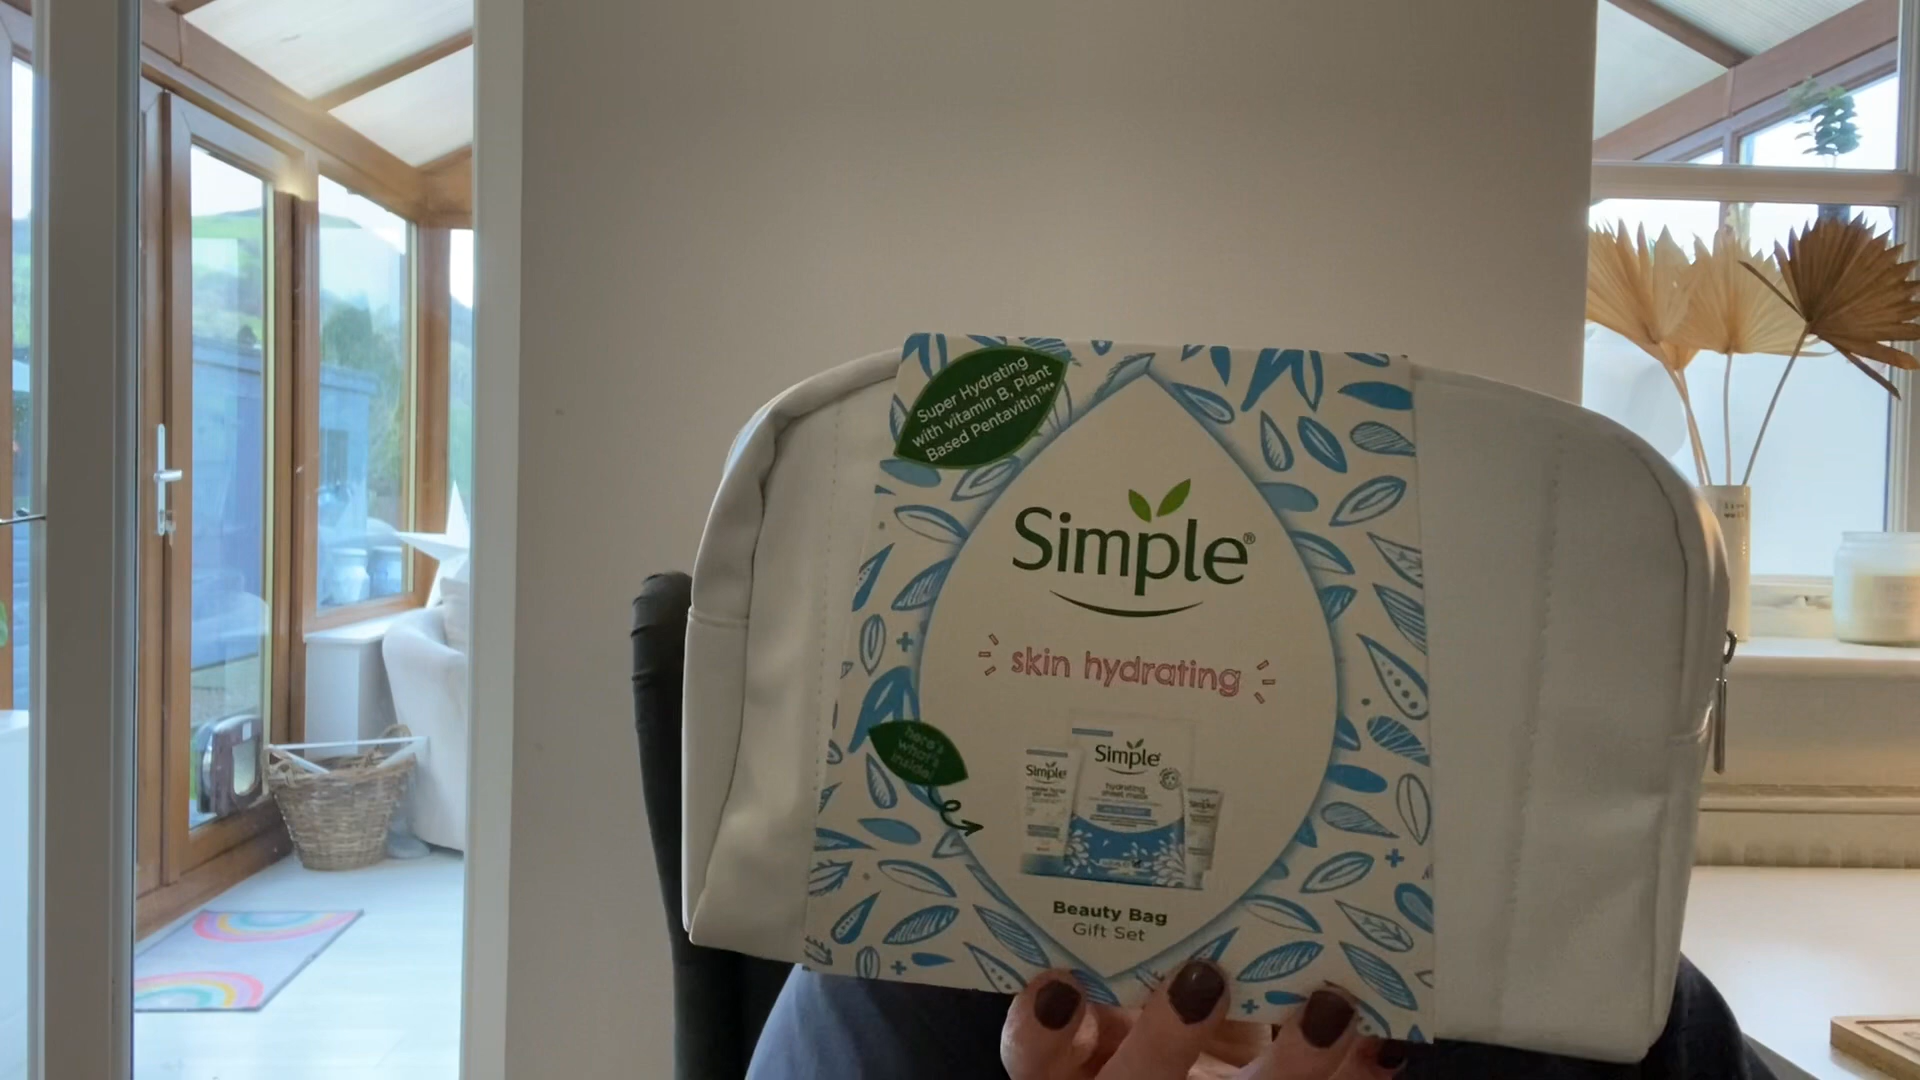 Super Hydrating
with vitamin B, Plant
Based Pentavitin™*
Simple®
skin hydrating
here's
what's
inside!
Simple
Simple
hydrating
sheet mask
Simple
Beauty Bag
Gift Set